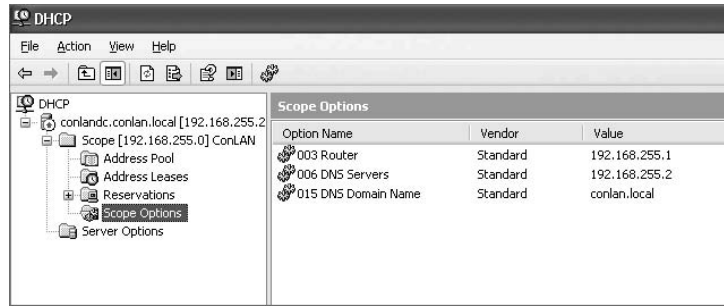 DHCP
File Action View Help
DHCP
conlandc.conlan.local [192.168.255.2
Scope [192.168.255.0] ConLAN
Address Pool
Address Leases
Reservations
Scope Options
Server Options
Scope Options
Option Name Vendor Value
003 Router Standard 192.168.255.1
006 DNS Servers Standard 192.168.255.2
015 DNS Domain Name Standard conlan.local